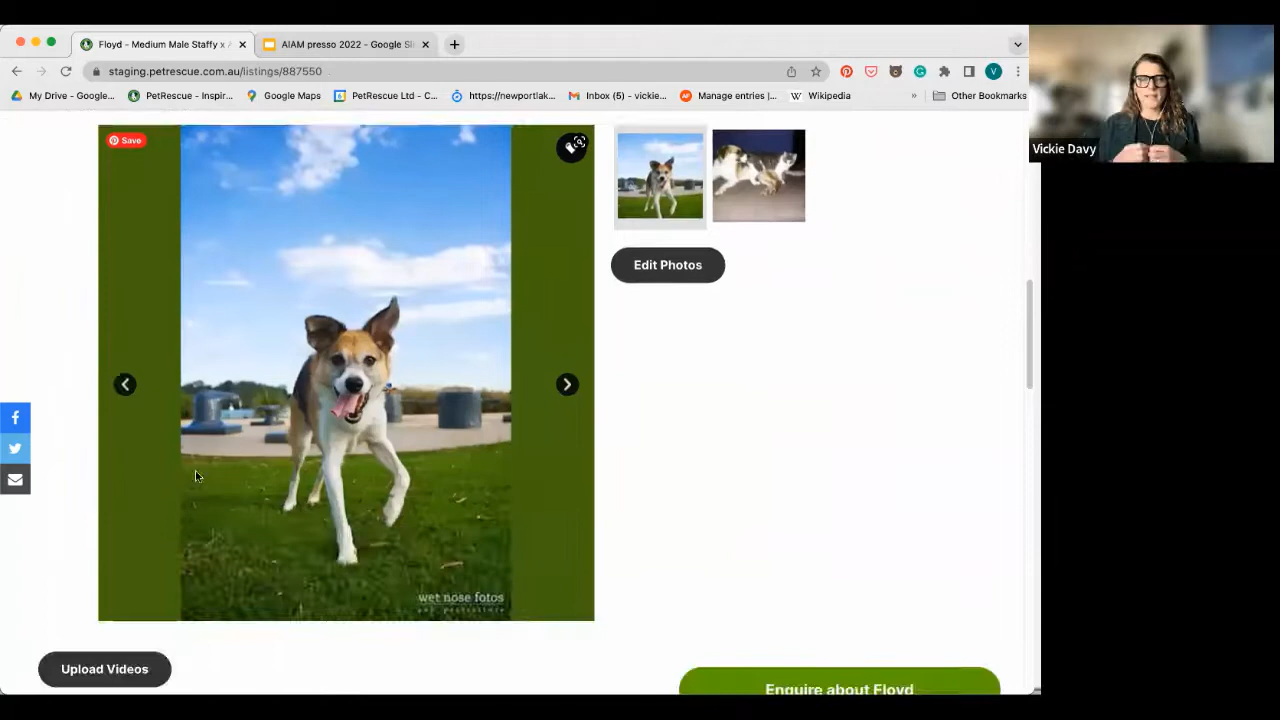 Floyd - Medium Male Staffy x
AIAM presso 2022 - Google Sl
staging.petrescue.com.au/listings/887550
V
My Drive - Google...
PetRescue - Inspir...
Google Maps
PetRescue Ltd - C...
https://newportlak...
Inbox (5) - vickie...
Manage entries |...
Wikipedia
»
Other Bookmarks
Vickie Davy
Save
Edit Photos
wet nose fotos
Upload Videos
Enquire about Floyd